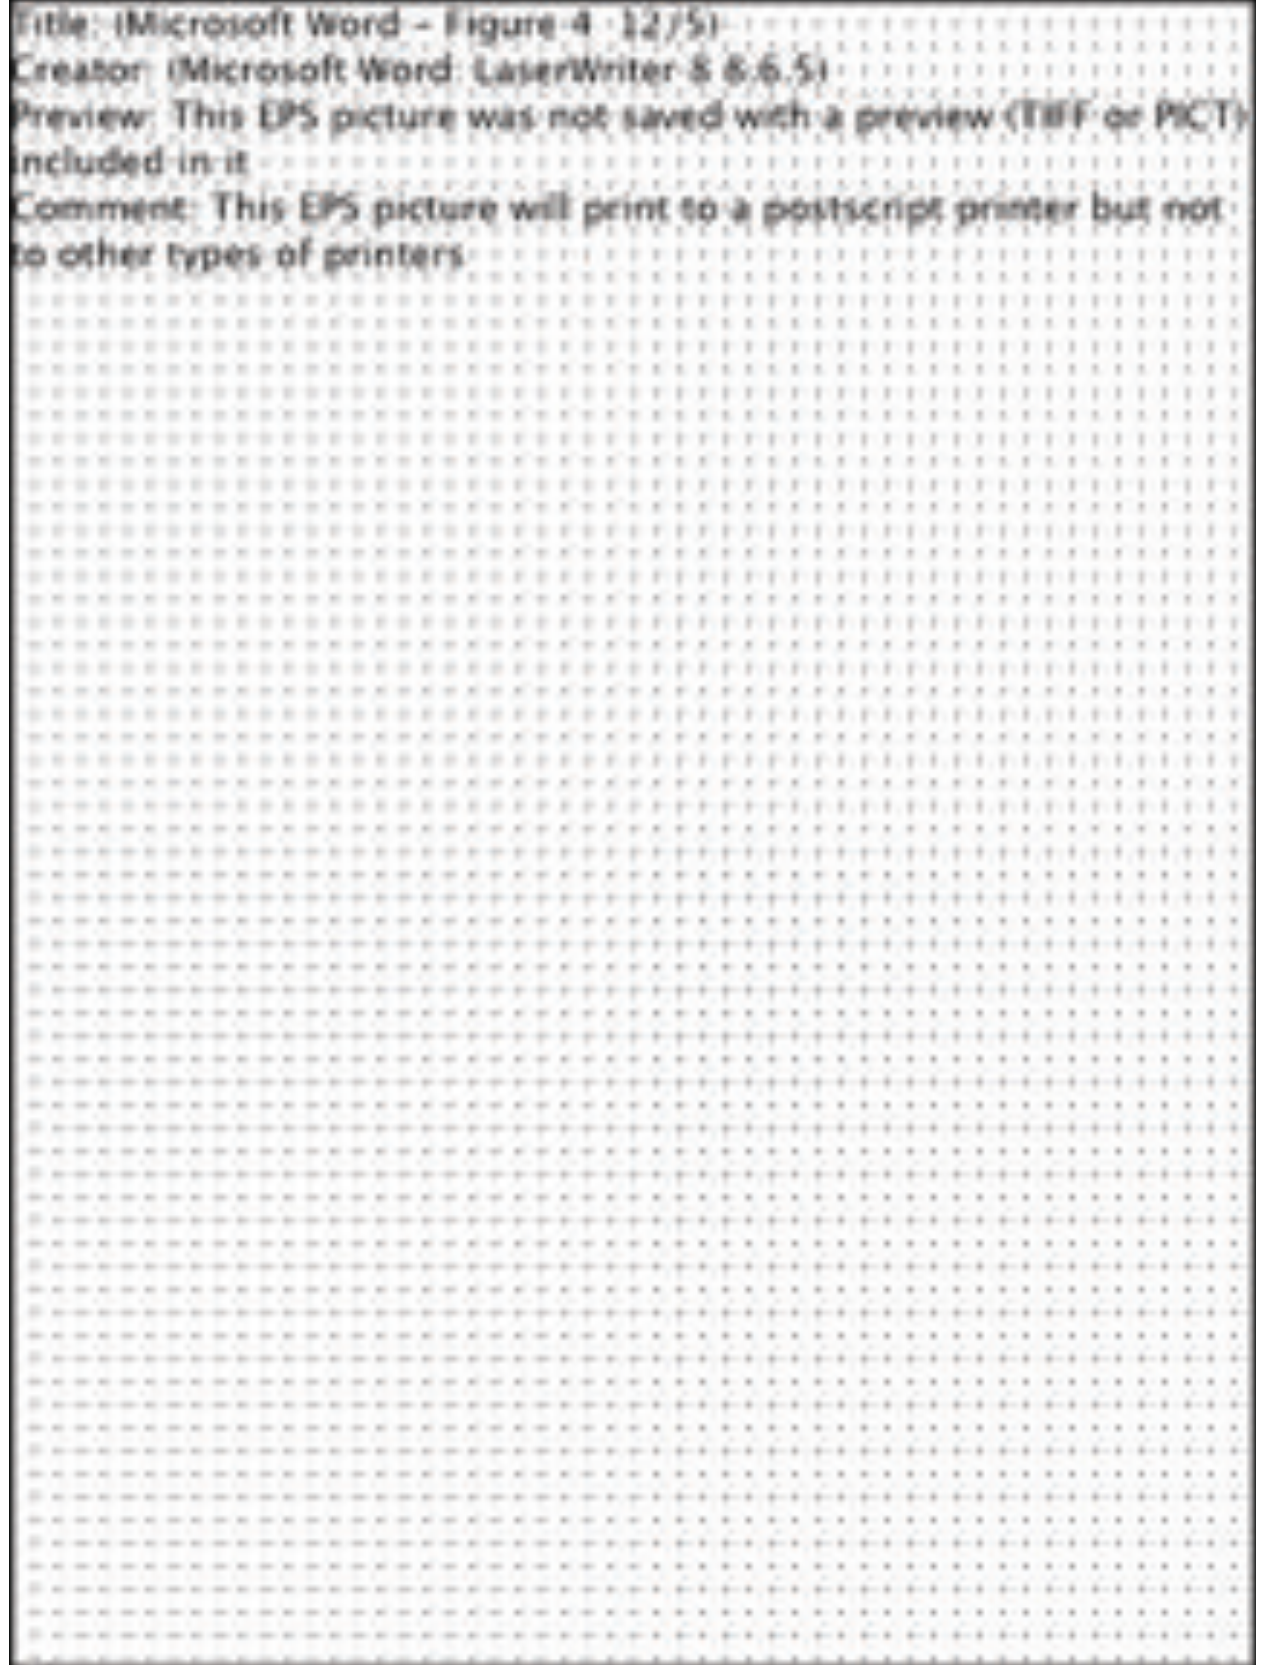 Title: (Microsoft Word - Figure 4 12/5)
Creator: (Microsoft Word: LaserWriter 8 8.6.5)
Preview: This EPS picture was not saved with a preview (TIFF or PICT)
included in it
Comment: This EPS picture will print to a postscript printer but not
to other types of printers